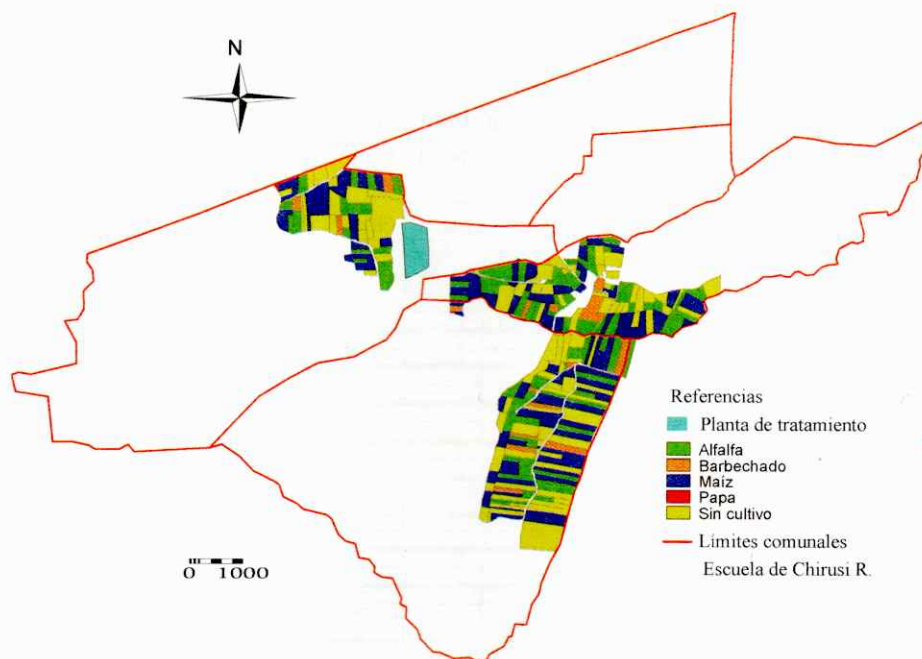 N
Referencias
Planta de tratamiento
Alfalfa
Barbechado
Maíz
Papa
Sin cultivo
Límites comunales
Escuela de Chirusi R.
0 1000